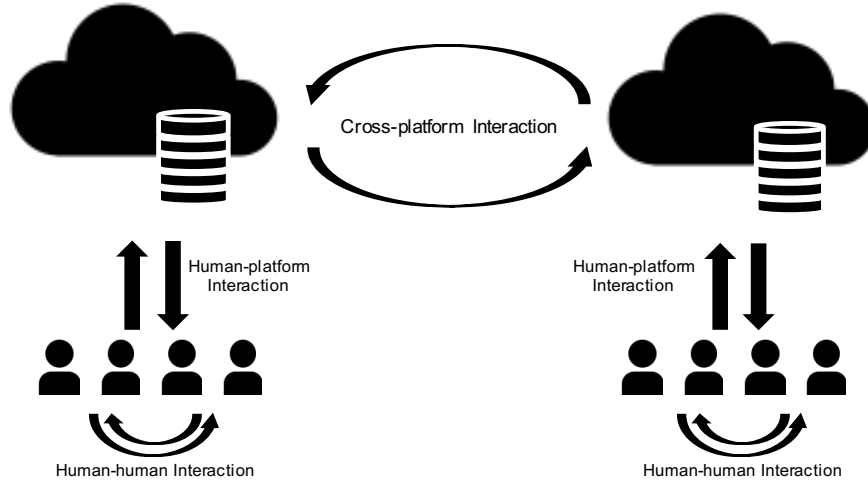 Cross-platform Interaction
Human-platform
Interaction
Human-platform
Interaction
Human-human Interaction
Human-human Interaction